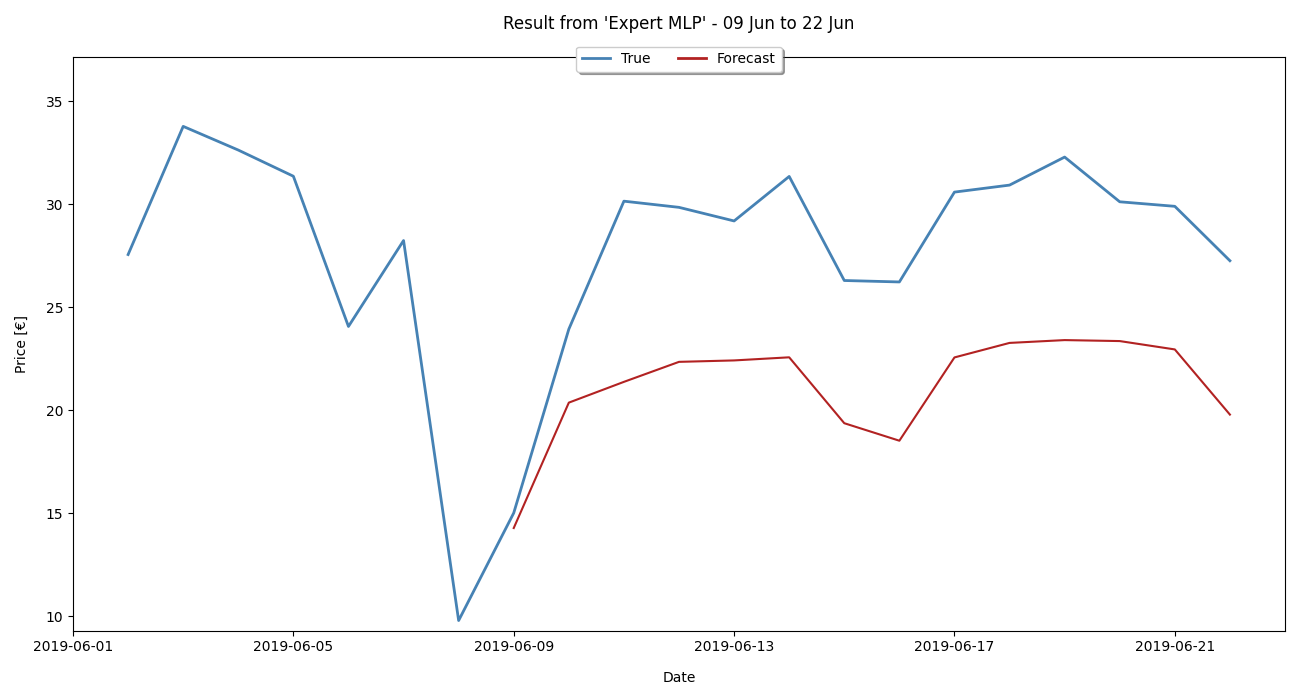 Result from 'Expert MLP' - 09 Jun to 22 Jun
True Forecast
35
30
25
20
15
10
Price [€]
2019-06-01 2019-06-05 2019-06-09 2019-06-13 2019-06-17 2019-06-21
Date